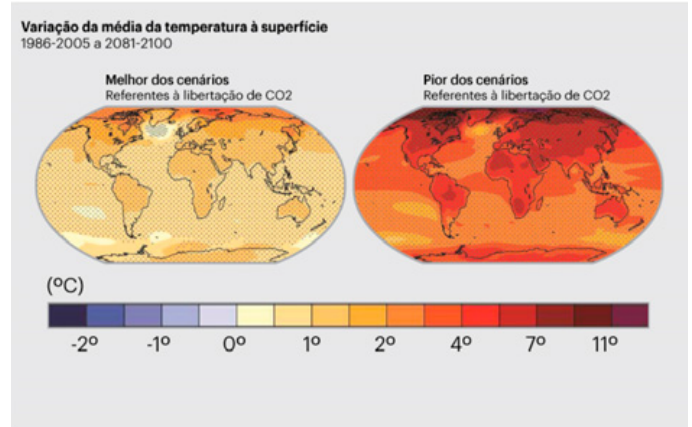 Variação da média da temperatura à superfície
1986-2005 a 2081-2100
Melhor dos cenários
Referentes à libertação de CO2
Pior dos cenários
Referentes à libertação de CO2
(ºC)
-2º -1º 0º 1º 2º 4º 7º 11º